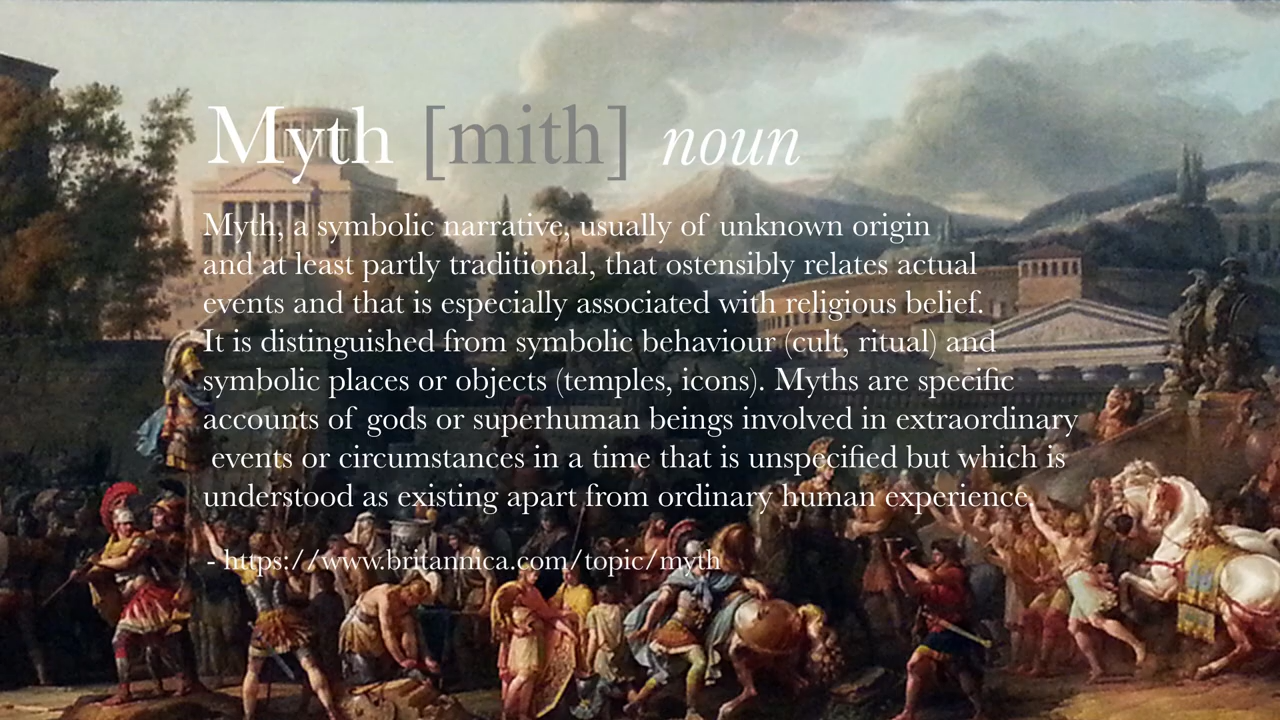 Myth [mith] noun
Myth, a symbolic narrative, usually of unknown origin
and at least partly traditional, that ostensibly relates actual
events and that is especially associated with religious belief.
It is distinguished from symbolic behaviour (cult, ritual) and
symbolic places or objects (temples, icons). Myths are specific
accounts of gods or superhuman beings involved in extraordinary
events or circumstances in a time that is unspecified but which is
understood as existing apart from ordinary human experience.
- https://www.britannica.com/topic/myth